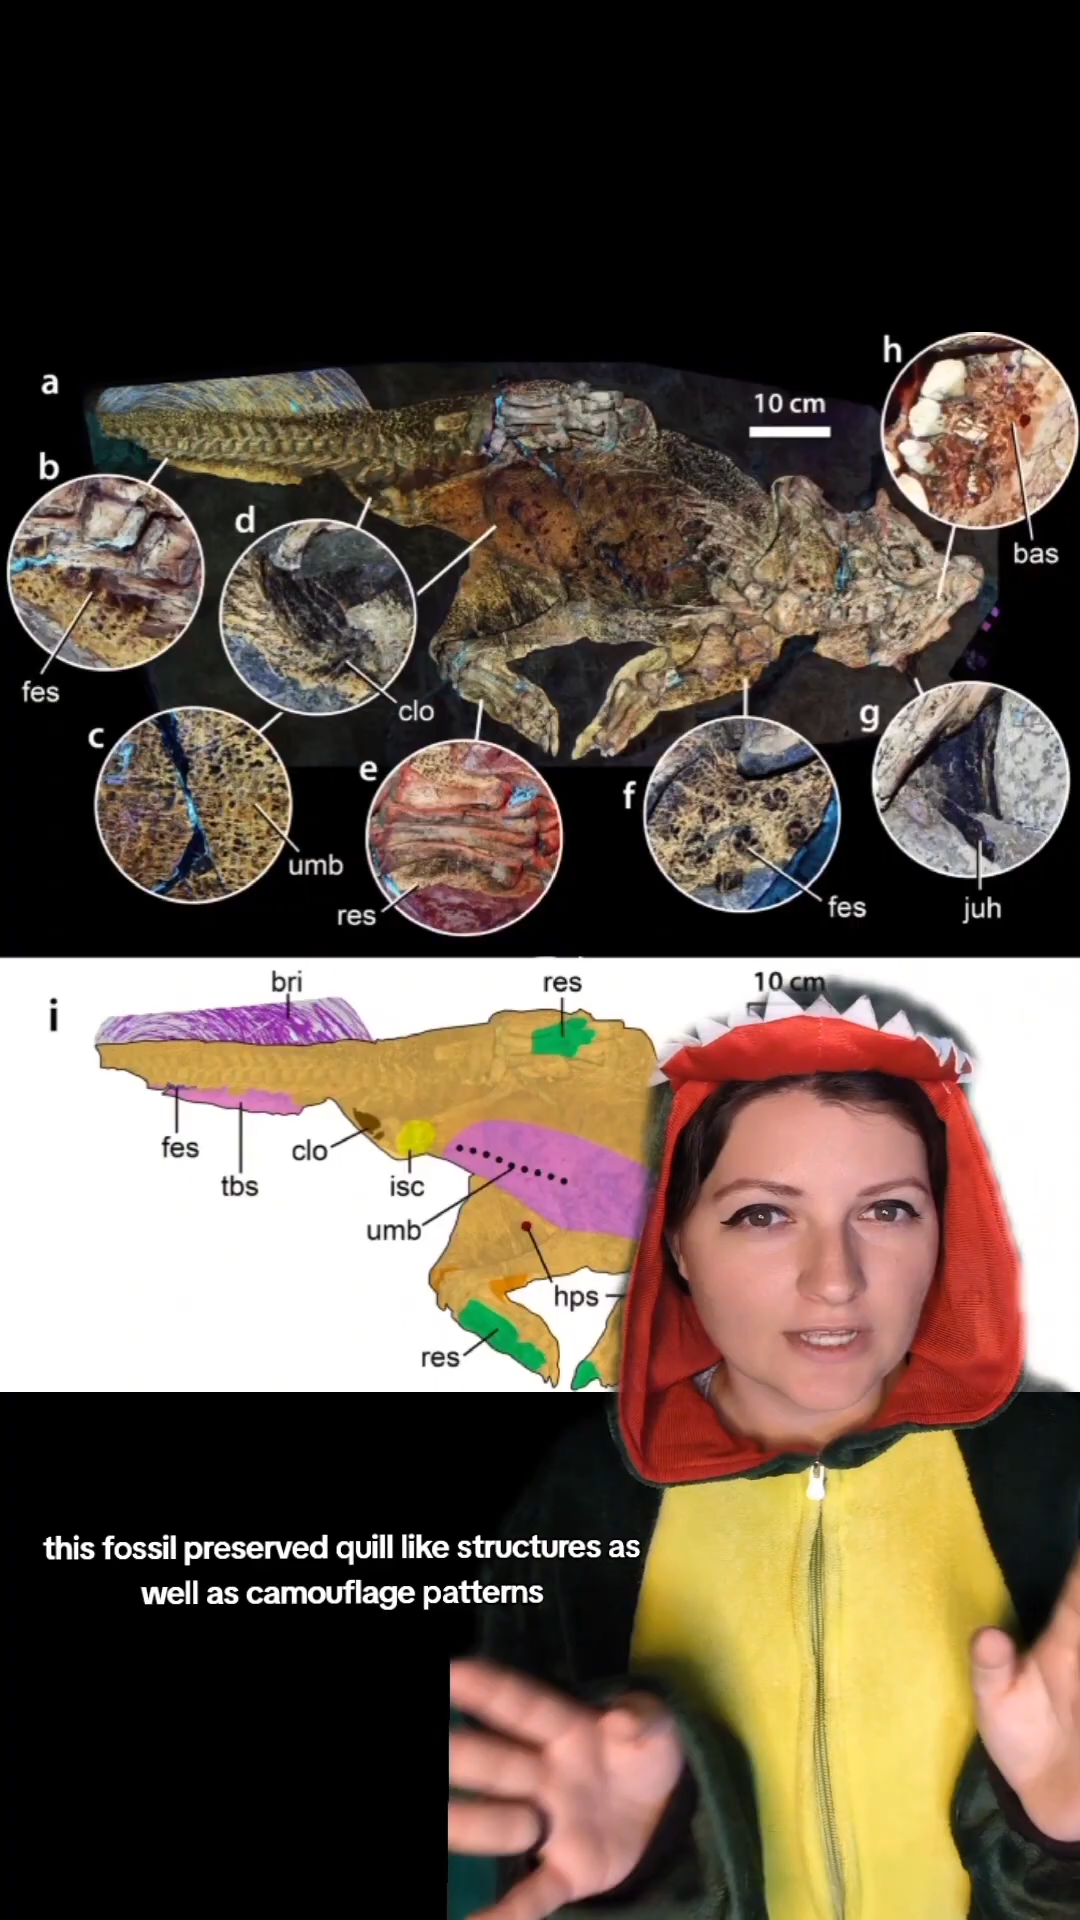 a
h
10 cm
b
d
bas
fes
clo
c
g
e
f
umb
res
fes
juh
bri
res
10 cm
i
fes
clo
tbs
isc
umb
hps
res
this fossil preserved quill like structures as
well as camouflage patterns